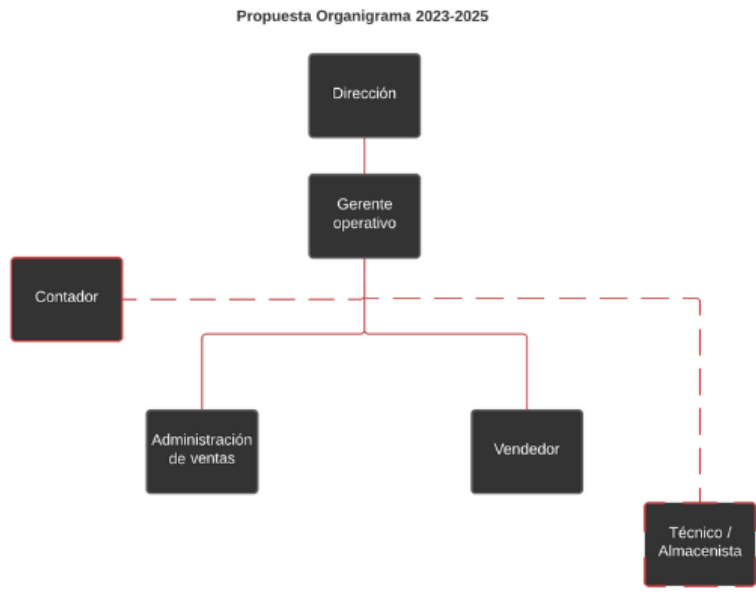 Propuesta Organigrama 2023-2025
Dirección
Gerente
operativo
Contador
Administración
de ventas
Vendedor
Técnico /
Almacenista